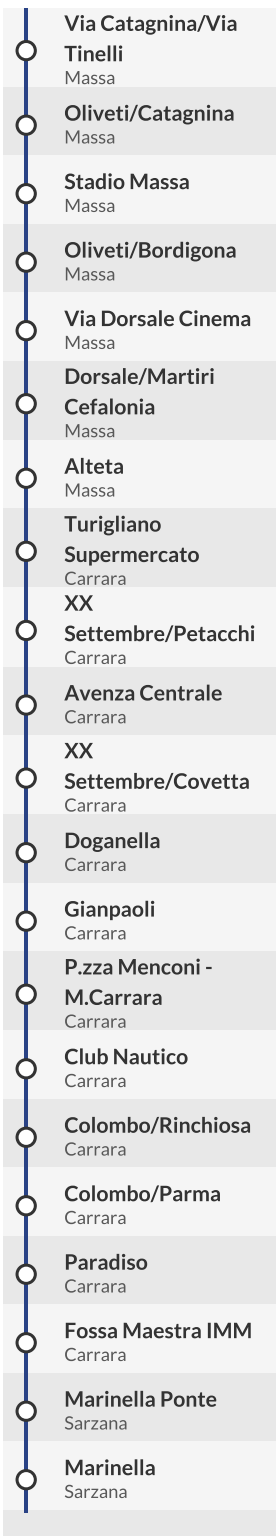 Via Catagnina/Via
Tinelli
Massa
Oliveti/Catagnina
Massa
Stadio Massa
Massa
Oliveti/Bordigona
Massa
Via Dorsale Cinema
Massa
Dorsale/Martiri
Cefalonia
Massa
Alteta
Massa
Turigliano
Supermercato
Carrara
XX
Settembre/Petacchi
Carrara
Avenza Centrale
Carrara
XX
Settembre/Covetta
Carrara
Doganella
Carrara
Gianpaoli
Carrara
P.zza Menconi -
M.Carrara
Carrara
Club Nautico
Carrara
Colombo/Rinchiosa
Carrara
Colombo/Parma
Carrara
Paradiso
Carrara
Fossa Maestra IMM
Carrara
Marinella Ponte
Sarzana
Marinella
Sarzana